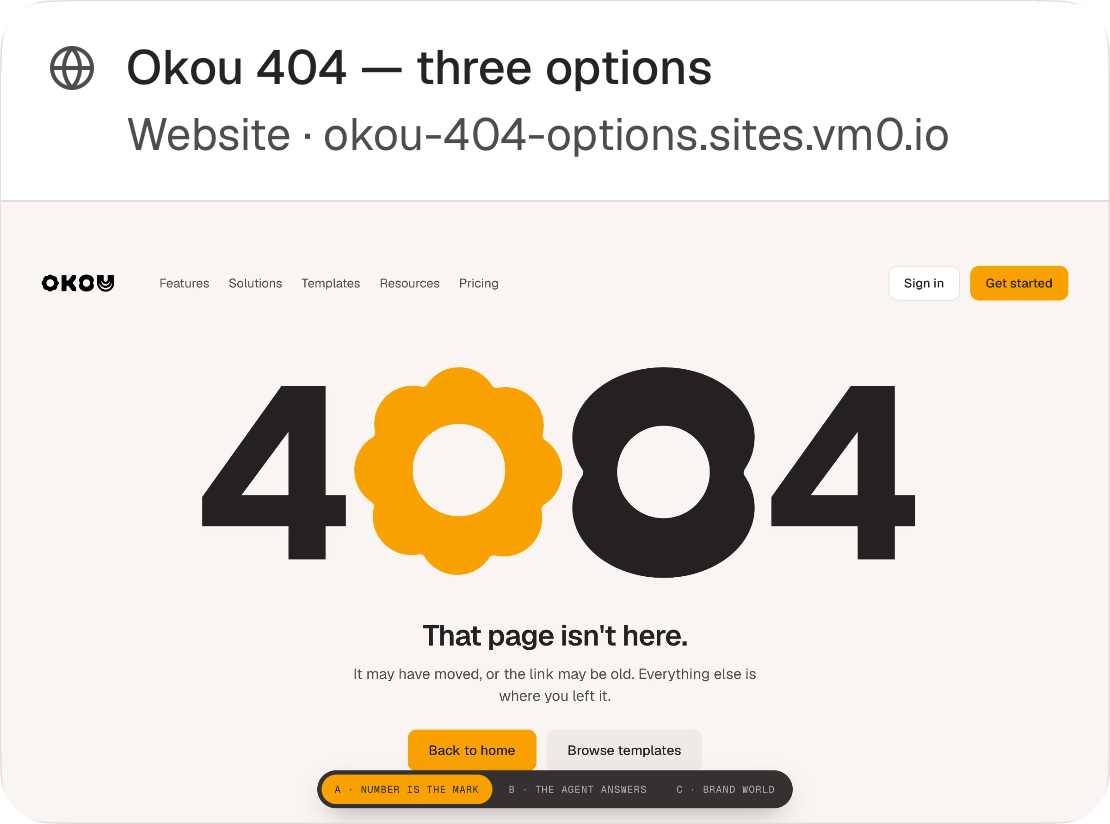 Okou 404 — three options
Website · okou-404-options.sites.vm0.io
OKOU Features Solutions Templates Resources Pricing Sign in Get started
4084
That page isn't here.
It may have moved, or the link may be old. Everything else is
where you left it.
Back to home Browse templates
A · NUMBER IS THE MARK B · THE AGENT ANSWERS C · BRAND WORLD